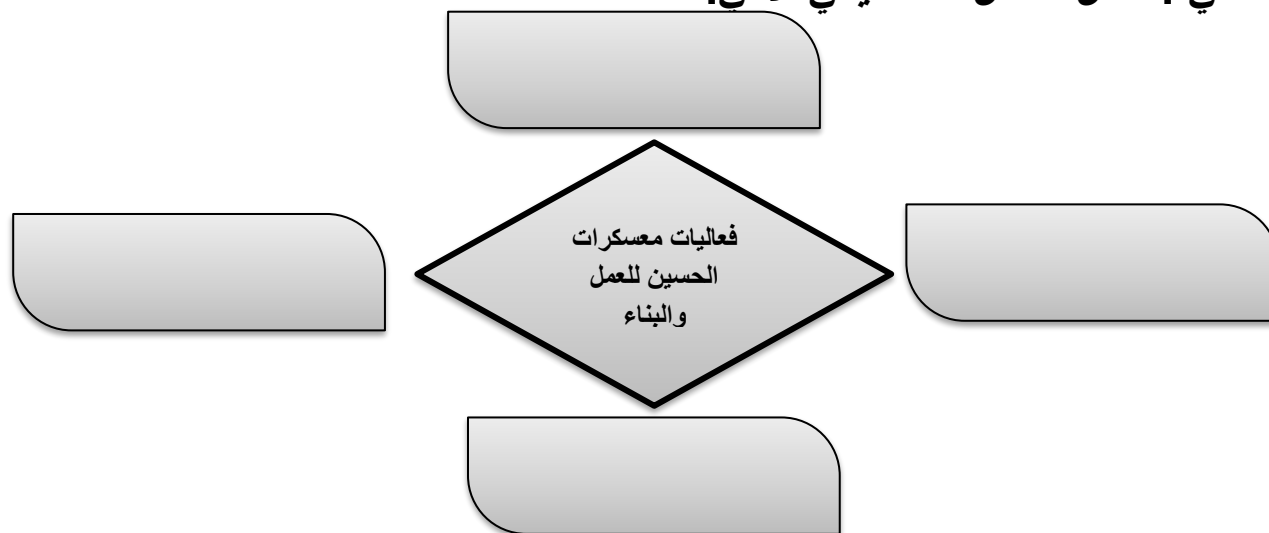 فعاليات معسكرات
الحسين للعمل
والبناء